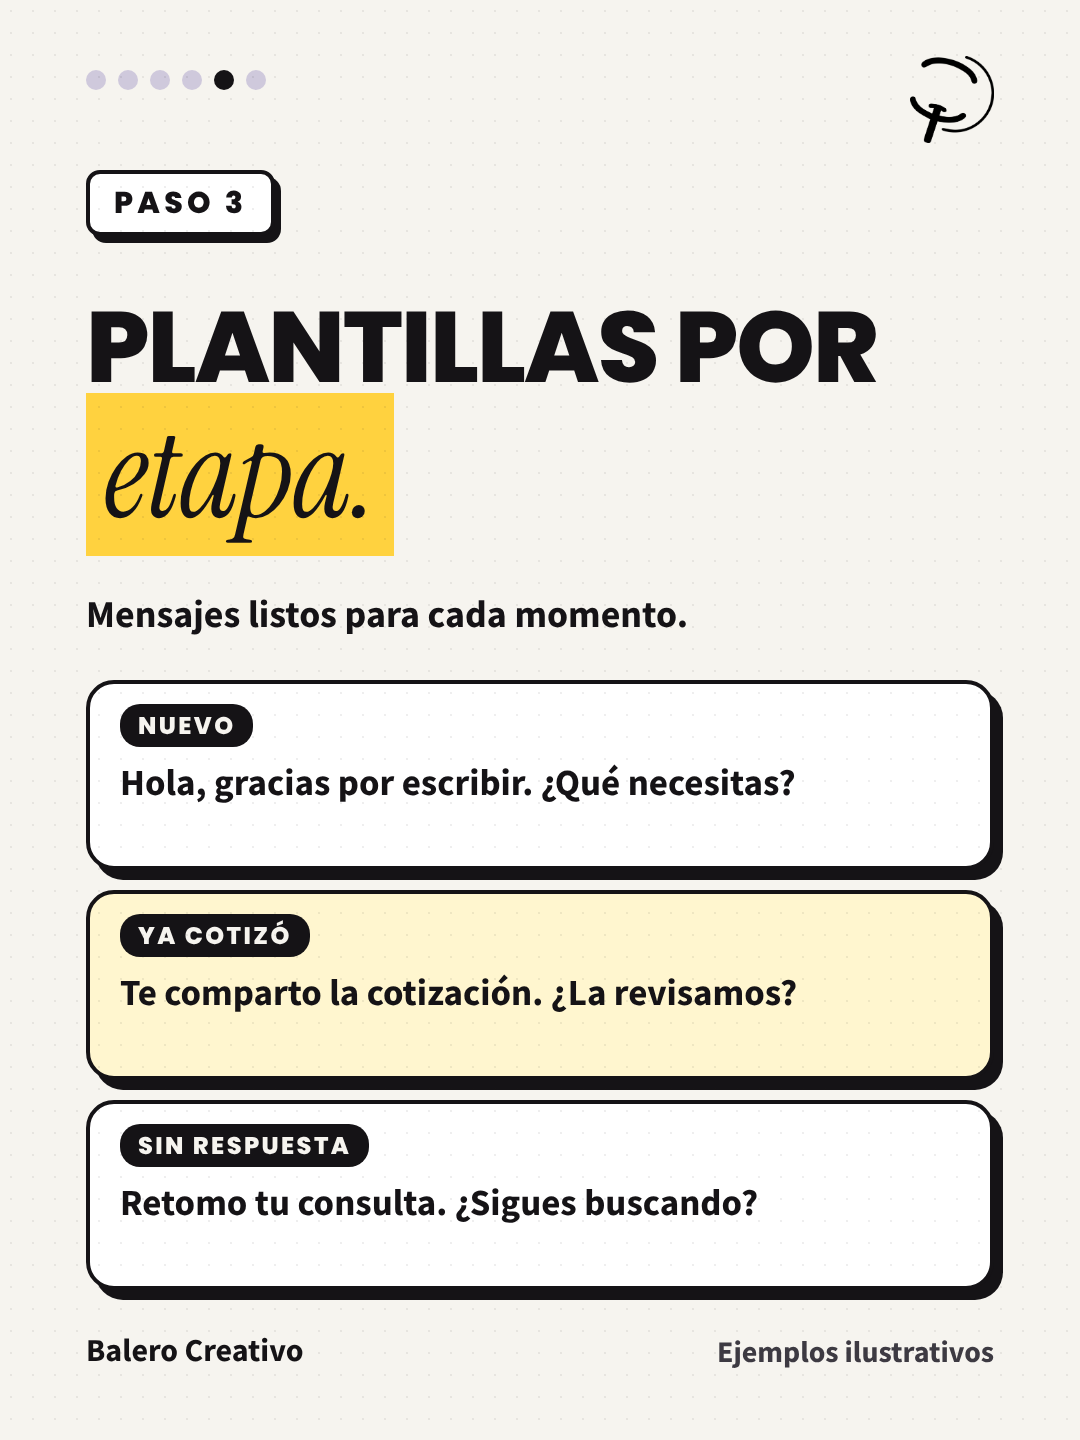 PASO 3
PLANTILLAS POR
etapa.
Mensajes listos para cada momento.
NUEVO
Hola, gracias por escribir. ¿Qué necesitas?
YA COTIZÓ
Te comparto la cotización. ¿La revisamos?
SIN RESPUESTA
Retomo tu consulta. ¿Sigues buscando?
Balero Creativo
Ejemplos ilustrativos